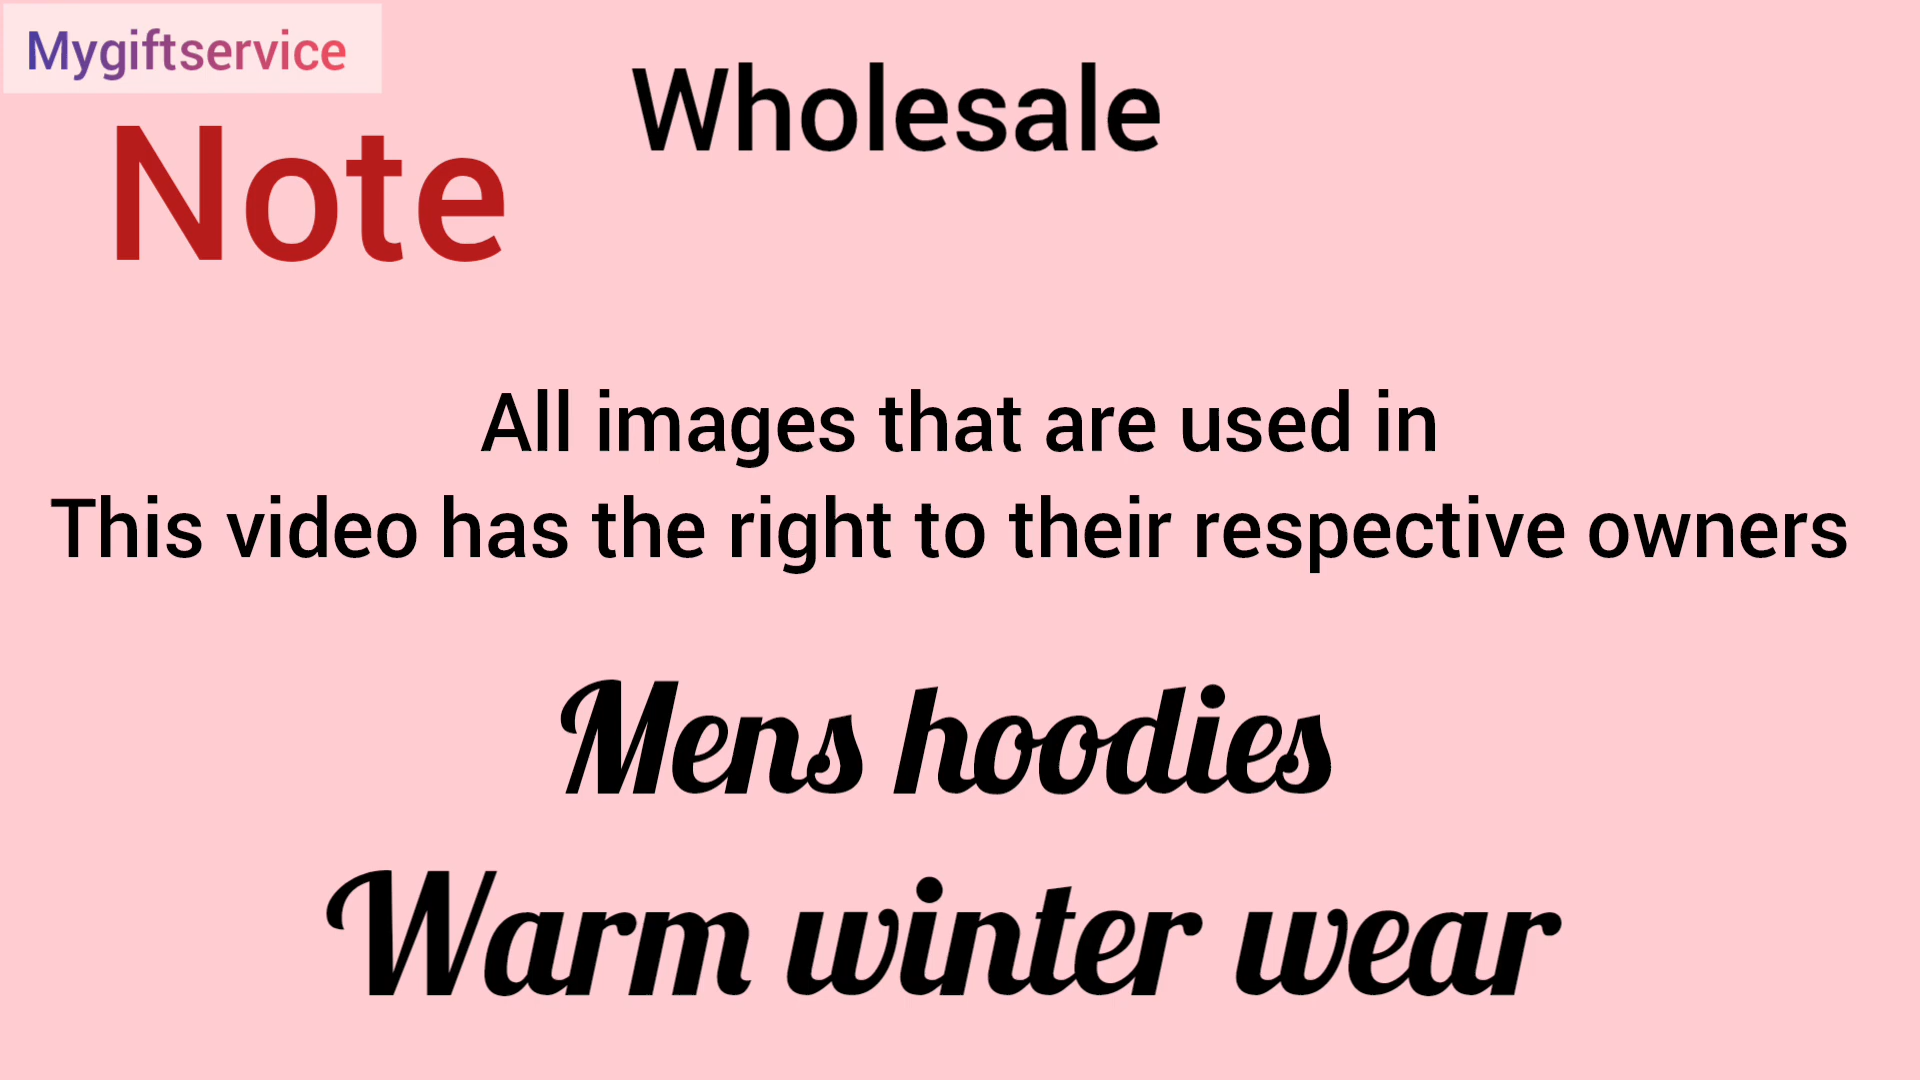 Mygiftservice
Wholesale
Note
All images that are used in
This video has the right to their respective owners
Mens hoodies
Warm winter wear